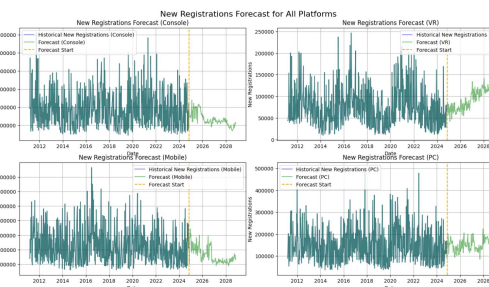 New Registrations Forecast for All Platforms
New Registrations Forecast (Console)
Historical New Registrations (Console)
Forecast (Console)
Forecast Start
2012 2014 2016 2018 2020 2022 2024 2026 2028
Date
New Registrations Forecast (VR)
New Registrations
250000
200000
150000
100000
50000
0
Historical New Registrations
Forecast (VR)
Forecast Start
2012 2014 2016 2018 2020 2022 2024 2026 2028
Date
New Registrations Forecast (Mobile)
Historical New Registrations (Mobile)
Forecast (Mobile)
Forecast Start
2012 2014 2016 2018 2020 2022 2024 2026 2028
New Registrations Forecast (PC)
New Registrations
500000
400000
300000
200000
100000
Historical New Registrations (PC)
Forecast (PC)
Forecast Start
2012 2014 2016 2018 2020 2022 2024 2026 2028